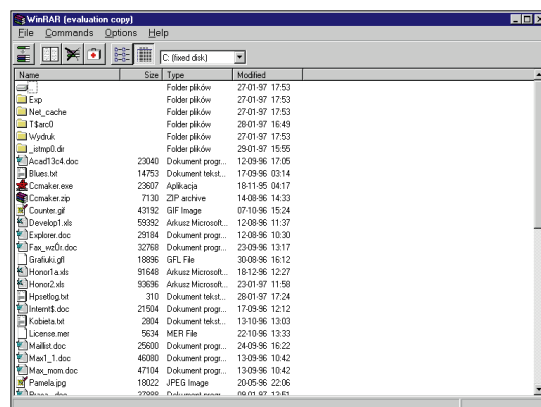 WinRAR (evaluation copy)
File Commands Options Help
C: (fixed disk)
Name Size Type Modified
.. Folder plików 27-01-97 17:53
Exp Folder plików 27-01-97 17:53
Net_cache Folder plików 27-01-97 17:53
T$arc0 Folder plików 28-01-97 16:49
Wydruk Folder plików 27-01-97 17:53
_istmp0.dir Folder plików 29-01-97 15:55
Acad13c4.doc 23040 Dokument progr... 12-09-96 17:05
Blues.txt 14753 Dokument tekst... 17-09-96 03:14
Ccmaker.exe 23607 Aplikacja 18-11-95 04:17
Ccmaker.zip 7130 ZIP archive 14-08-96 14:33
Counter.gif 43192 GIF Image 07-10-96 15:24
Develop1.xls 59392 Arkusz Microsoft... 12-08-96 11:37
Explorer.doc 29184 Dokument progr... 12-08-96 10:30
Fax_wzÓr.doc 32768 Dokument progr... 23-09-96 13:17
Grafiuki.gfl 18896 GFL File 30-08-96 16:12
Honor1a.xls 91648 Arkusz Microsoft... 18-12-96 12:27
Honor2.xls 93696 Arkusz Microsoft... 23-01-97 11:58
Hpsetlog.txt 310 Dokument tekst... 28-01-97 17:24
Internt$.doc 21504 Dokument progr... 17-09-96 12:12
Kobieta.txt 2804 Dokument tekst... 13-10-96 13:03
License.mer 5634 MER File 22-10-96 13:33
Maillist.doc 25600 Dokument progr... 24-09-96 16:22
Max1_1.doc 46080 Dokument progr... 13-09-96 10:42
Max_mom.doc 47104 Dokument progr... 13-09-96 10:42
Pamela.jpg 18022 JPEG Image 20-05-96 22:06